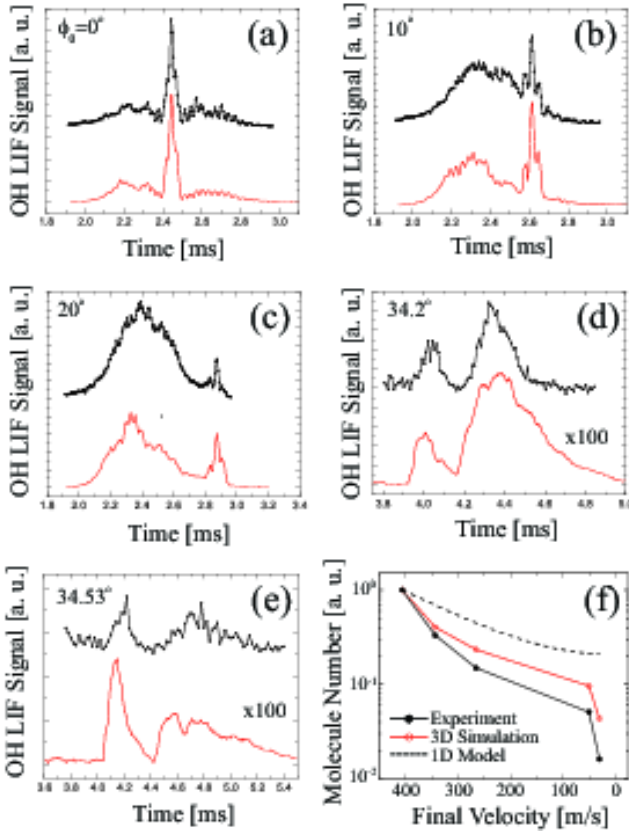 OH LIF Signal [a. u.]
ϕ₀=0°
(a)
1.8 2.0 2.2 2.4 2.6 2.8 3.0
Time [ms]
OH LIF Signal [a. u.]
10°
(b)
1.8 2.0 2.2 2.4 2.6 2.8 3.0
Time [ms]
OH LIF Signal [a. u.]
20°
(c)
1.8 2.0 2.2 2.4 2.6 2.8 3.0 3.2 3.4
Time [ms]
OH LIF Signal [a. u.]
34.2°
(d)
x100
3.8 4.0 4.2 4.4 4.6 4.8 5.0
Time [ms]
OH LIF Signal [a. u.]
34.53°
(e)
x100
3.6 3.8 4.0 4.2 4.4 4.6 4.8 5.0 5.2 5.4
Time [ms]
Molecule Number [a. u.]
(f)
10⁰
10⁻¹
10⁻²
Experiment
3D Simulation
1D Model
400 300 200 100 0
Final Velocity [m/s]